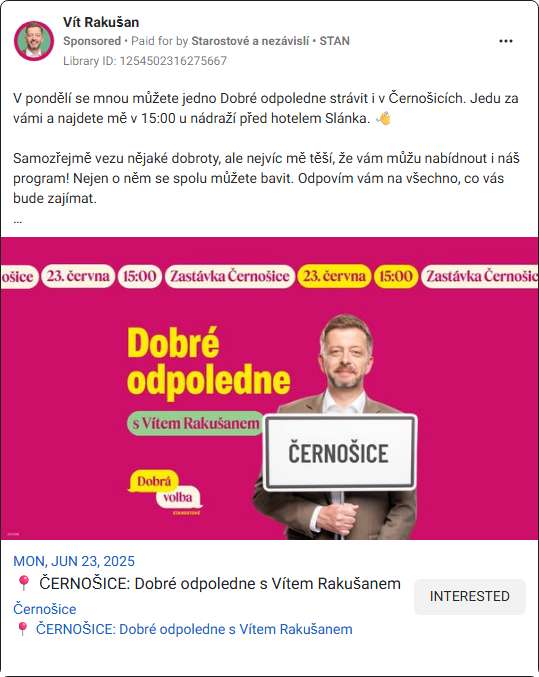 Vít Rakušan
Sponsored • Paid for by Starostové a nezávislí • STAN
Library ID: 1254502316275667
V pondělí se mnou můžete jedno Dobré odpoledne strávit i v Černošicích. Jedu za
vámi a najdete mě v 15:00 u nádraží před hotelem Slánka. 👋
Samozřejmě vezu nějaké dobroty, ale nejvíc mě těší, že vám můžu nabídnout i náš
program! Nejen o něm se spolu můžete bavit. Odpovím vám na všechno, co vás
bude zajímat.
...
ošice 23. června 15:00 Zastávka Černošice 23. června 15:00 Zastávka Černošic
Dobré
odpoledne
s Vítem Rakušanem
ČERNOŠICE
Dobrá
volba
STAROSTOVÉ
MON, JUN 23, 2025
📍 ČERNOŠICE: Dobré odpoledne s Vítem Rakušanem
INTERESTED
Černošice
📍 ČERNOŠICE: Dobré odpoledne s Vítem Rakušanem